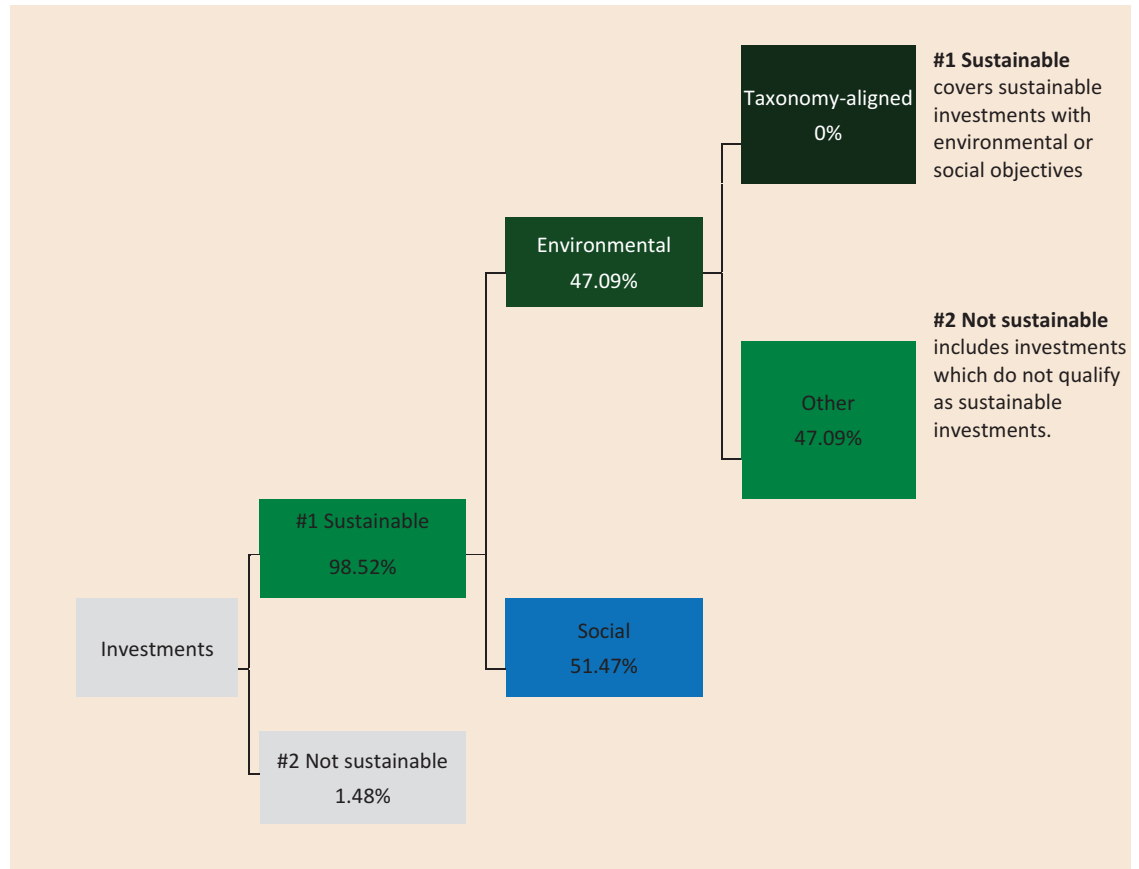 Taxonomy-aligned
0%
#1 Sustainable
covers sustainable
investments with
environmental or
social objectives
Environmental
47.09%
#2 Not sustainable
includes investments
which do not qualify
as sustainable
investments.
Other
47.09%
#1 Sustainable
98.52%
Investments
Social
51.47%
#2 Not sustainable
1.48%